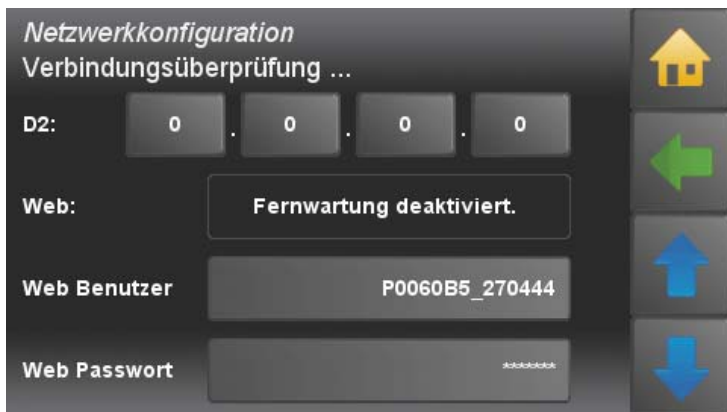 Netzwerkkonfiguration
Verbindungsüberprüfung ...
D2: 0 . 0 . 0 . 0
Web: Fernwartung deaktiviert.
Web Benutzer P0060B5_270444
Web Passwort *******